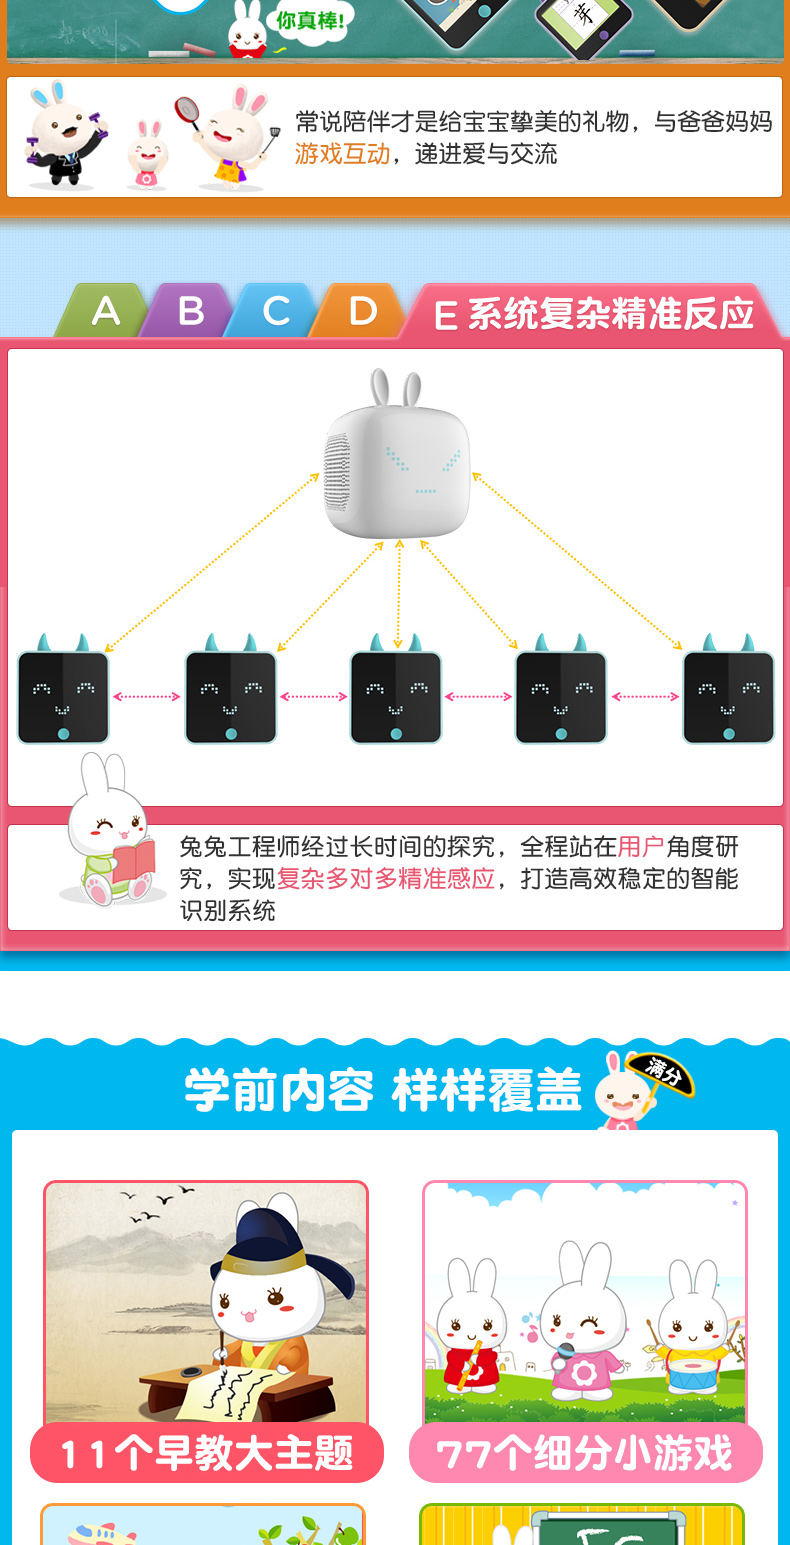 你真棒!
芽
常说陪伴才是给宝宝挚美的礼物，与爸爸妈妈
游戏互动，递进爱与交流
A B C D E 系统复杂精准反应
兔兔工程师经过长时间的探究，全程站在用户角度研
究，实现复杂多对多精准感应，打造高效稳定的智能
识别系统
学前内容 样样覆盖
满分
11个早教大主题
77个细分小游戏